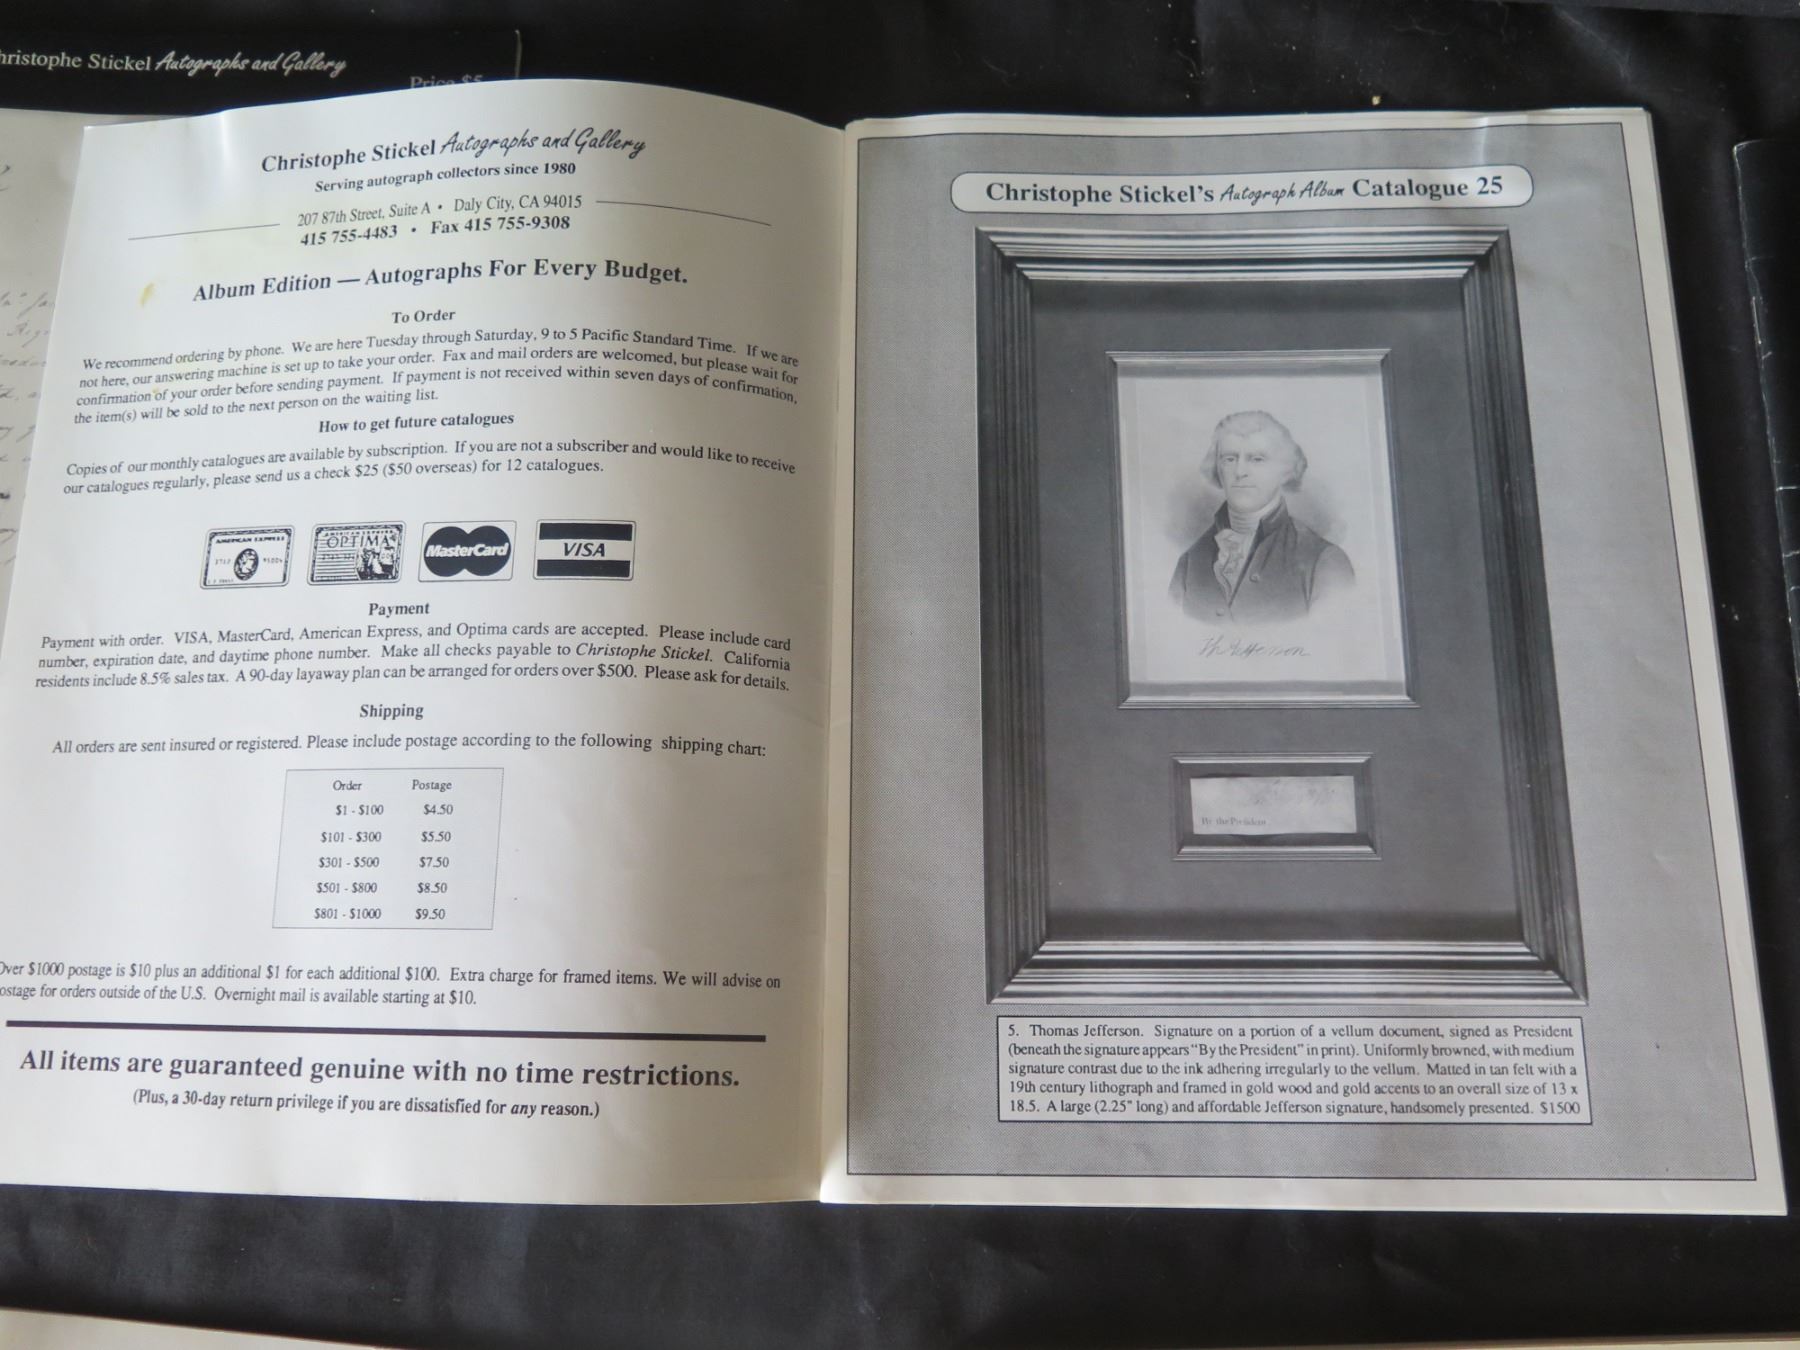 Christophe Stickel Autographs and Gallery
Price $5
Christophe Stickel Autographs and Gallery
Serving autograph collectors since 1980
207 87th Street, Suite A • Daly City, CA 94015
415 755-4483 • Fax 415 755-9308
Album Edition — Autographs For Every Budget.
To Order
We recommend ordering by phone. We are here Tuesday through Saturday, 9 to 5 Pacific Standard Time. If we are
not here, our answering machine is set up to take your order. Fax and mail orders are welcomed, but please wait for
confirmation of your order before sending payment. If payment is not received within seven days of confirmation,
the item(s) will be sold to the next person on the waiting list.
How to get future catalogues
Copies of our monthly catalogues are available by subscription. If you are not a subscriber and would like to receive
our catalogues regularly, please send us a check $25 ($50 overseas) for 12 catalogues.
AMERICAN EXPRESS
OPTIMA
MasterCard
VISA
Payment
Payment with order. VISA, MasterCard, American Express, and Optima cards are accepted. Please include card
number, expiration date, and daytime phone number. Make all checks payable to Christophe Stickel. California
residents include 8.5% sales tax. A 90-day layaway plan can be arranged for orders over $500. Please ask for details.
Shipping
All orders are sent insured or registered. Please include postage according to the following shipping chart:
Order Postage
$1 - $100 $4.50
$101 - $300 $5.50
$301 - $500 $7.50
$501 - $800 $8.50
$801 - $1000 $9.50
Over $1000 postage is $10 plus an additional $1 for each additional $100. Extra charge for framed items. We will advise on
postage for orders outside of the U.S. Overnight mail is available starting at $10.
All items are guaranteed genuine with no time restrictions.
(Plus, a 30-day return privilege if you are dissatisfied for any reason.)
Christophe Stickel's Autograph Album Catalogue 25
Th Jefferson
By the President
5. Thomas Jefferson. Signature on a portion of a vellum document, signed as President
(beneath the signature appears "By the President" in print). Uniformly browned, with medium
signature contrast due to the ink adhering irregularly to the vellum. Matted in tan felt with a
19th century lithograph and framed in gold wood and gold accents to an overall size of 13 x
18.5. A large (2.25" long) and affordable Jefferson signature, handsomely presented. $1500